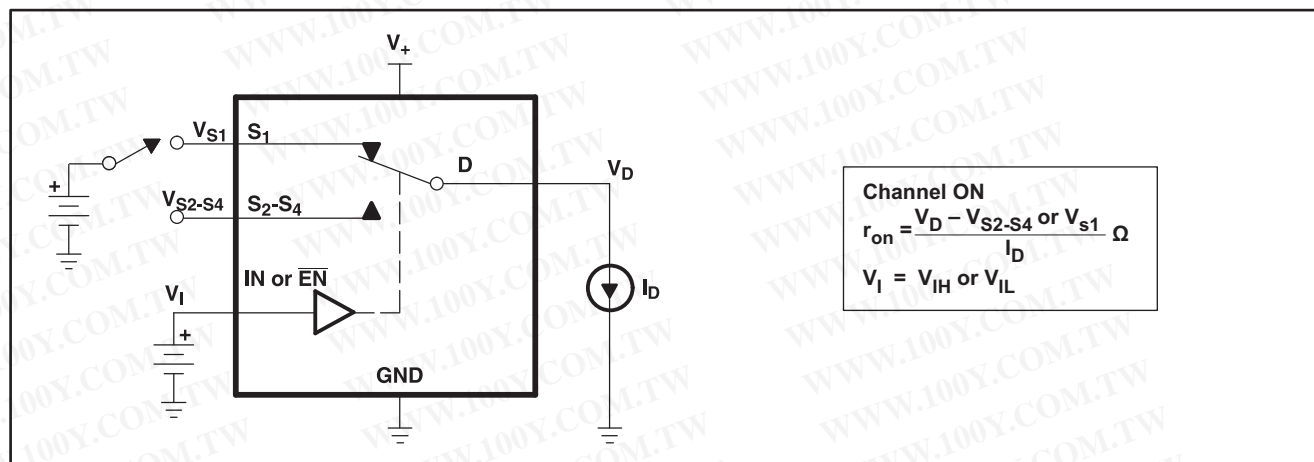 V+
VS1 S1
D
VD
VS2-S4 S2-S4
IN or EN
VI
ID
GND
+
+
Channel ON
ron = VD – VS2-S4 or Vs1
ID
Ω
VI = VIH or VIL
WWW.100Y.COM.TW